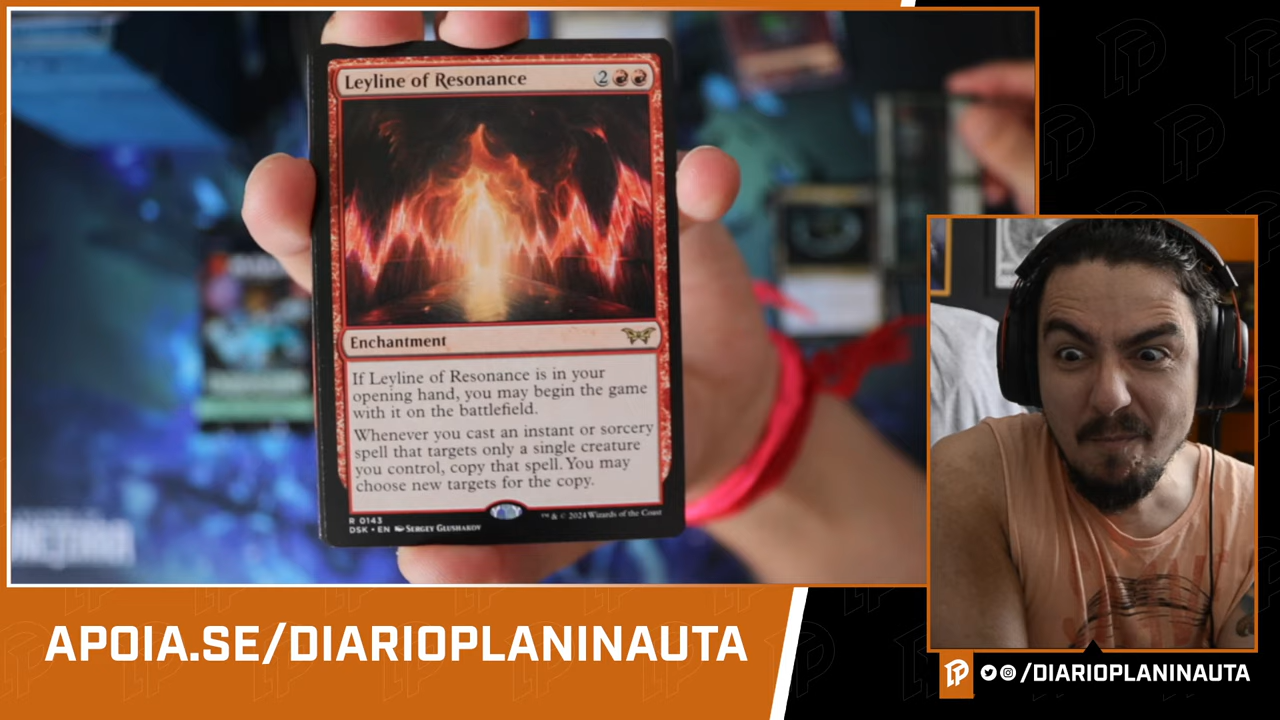 Leyline of Resonance 2
Enchantment
If Leyline of Resonance is in your
opening hand, you may begin the game
with it on the battlefield.
Whenever you cast an instant or sorcery
spell that targets only a single creature
you control, copy that spell. You may
choose new targets for the copy.
R 0143
DSK • EN Sergey Glushakov
™ & © 2024 Wizards of the Coast
APOIA.SE/DIARIOPLANINAUTA
/DIARIOPLANINAUTA